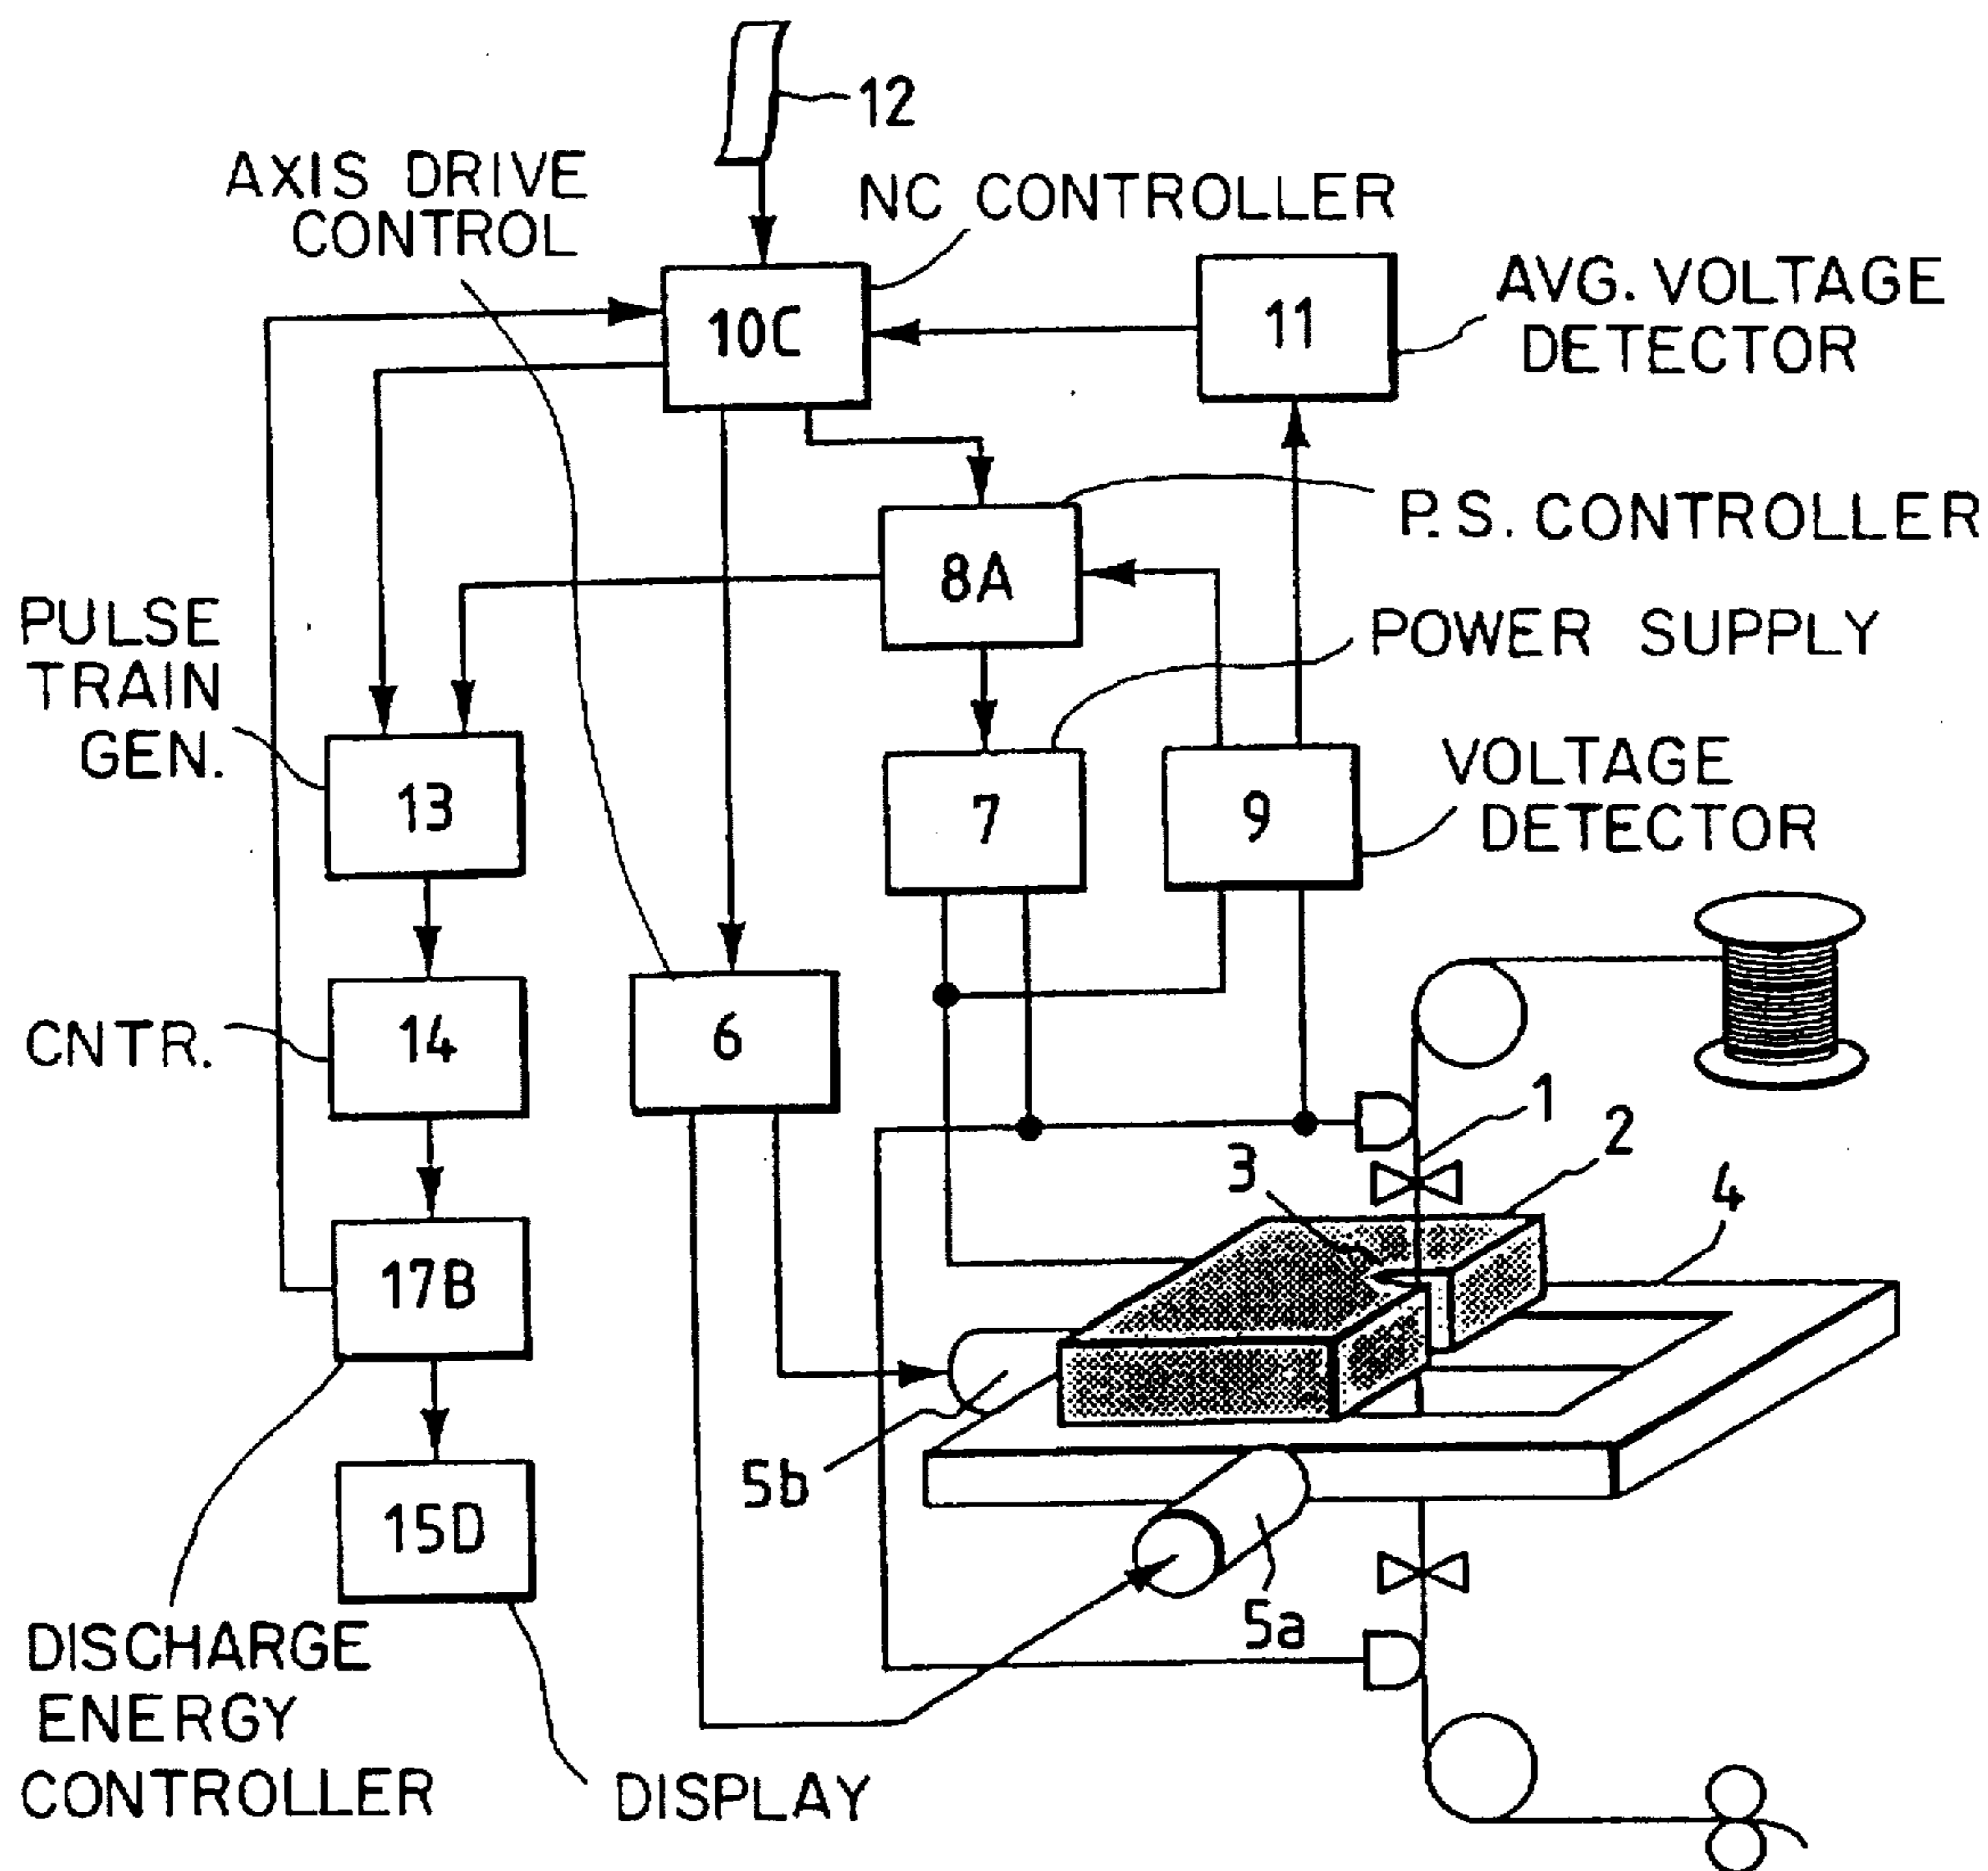 12
AXIS DRIVE
CONTROL
NC CONTROLLER
10C
11
AVG. VOLTAGE
DETECTOR
P.S. CONTROLLER
8A
PULSE
TRAIN
GEN.
POWER SUPPLY
13
7
9
VOLTAGE
DETECTOR
CNTR.
14
6
1
2
3
4
17B
5b
15D
5a
DISCHARGE
ENERGY
CONTROLLER
DISPLAY